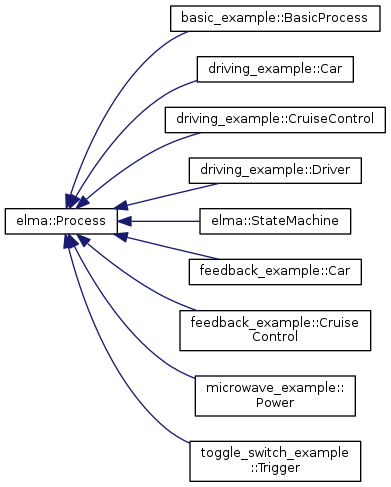 basic_example::BasicProcess
driving_example::Car
driving_example::CruiseControl
driving_example::Driver
elma::Process
elma::StateMachine
feedback_example::Car
feedback_example::Cruise
Control
microwave_example::
Power
toggle_switch_example
::Trigger